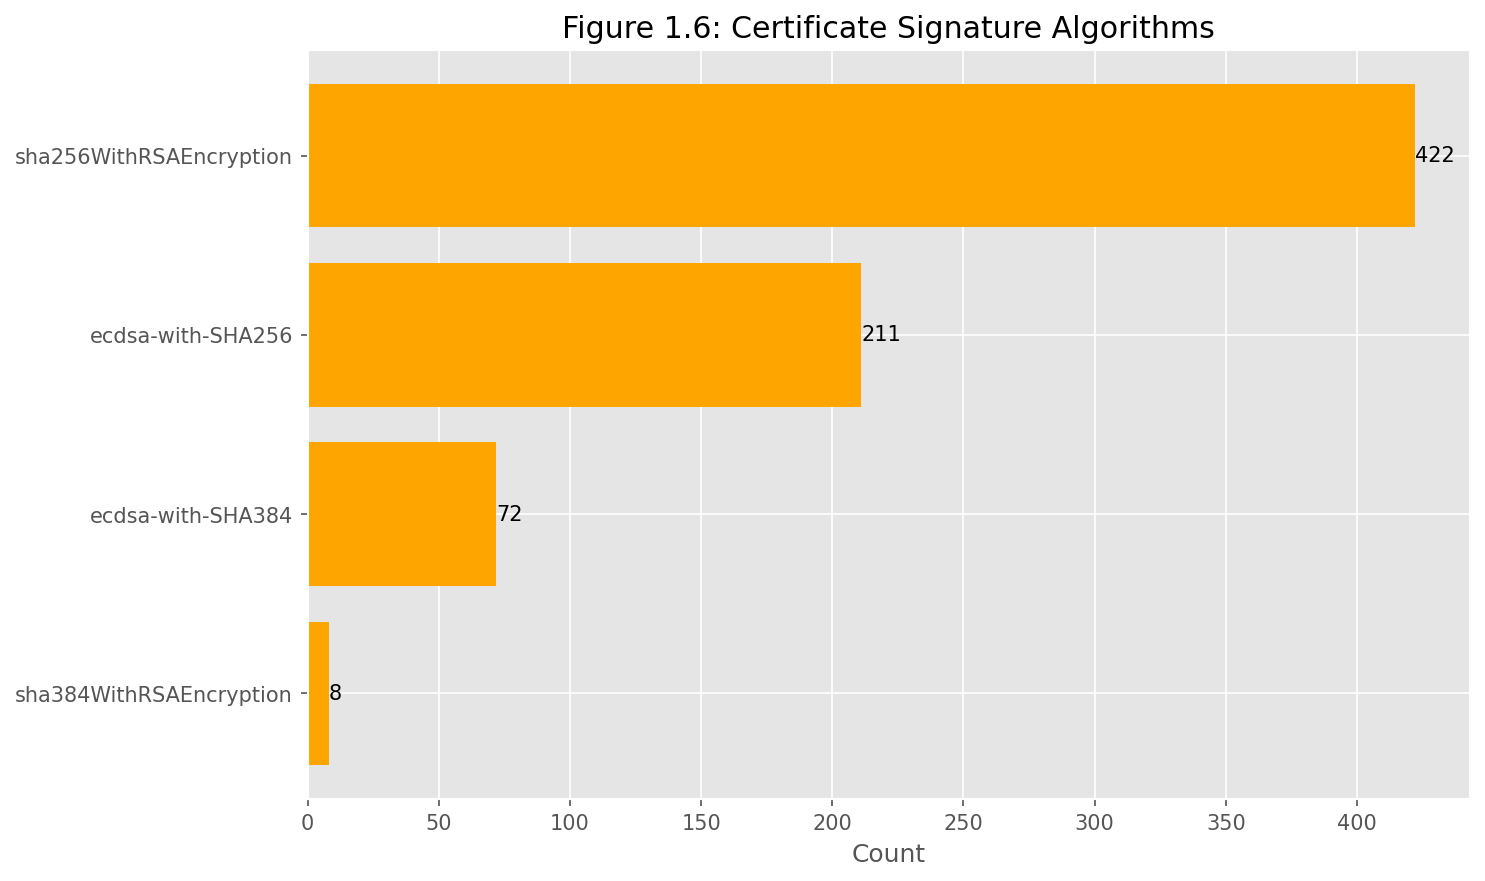 Figure 1.6: Certificate Signature Algorithms
sha256WithRSAEncryption
422
ecdsa-with-SHA256
211
ecdsa-with-SHA384
72
sha384WithRSAEncryption
8
0 50 100 150 200 250 300 350 400
Count